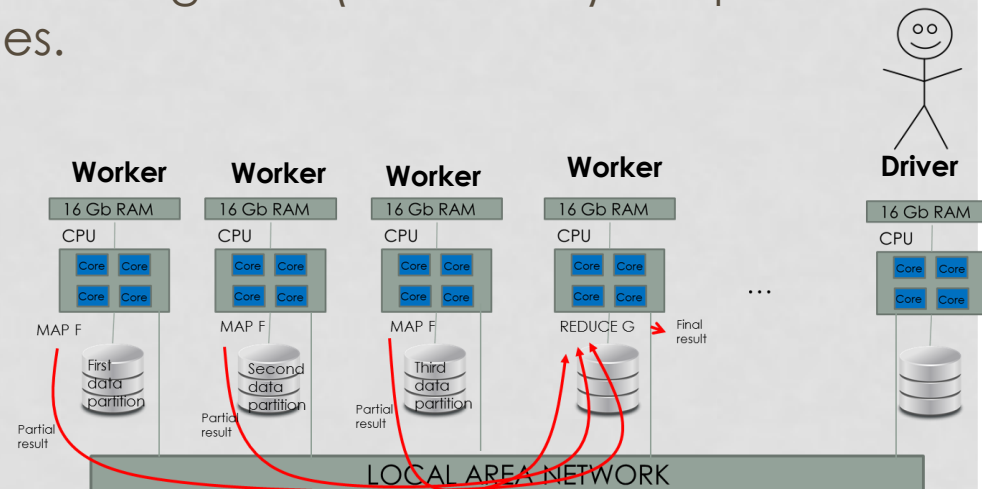 es.
Worker
Worker
Worker
Worker
Driver
16 Gb RAM
16 Gb RAM
16 Gb RAM
16 Gb RAM
16 Gb RAM
CPU
CPU
CPU
CPU
CPU
Core Core
Core Core
Core Core
Core Core
Core Core
Core Core
Core Core
Core Core
Core Core
Core Core
...
MAP F
MAP F
MAP F
REDUCE G
Final
result
First
data
partition
Second
data
partition
Third
data
partition
Partial
result
Partial
result
Partial
result
LOCAL AREA NETWORK